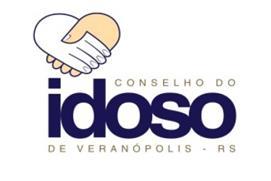 CONSELHO DO
idoso
DE VERANÓPOLIS - RS